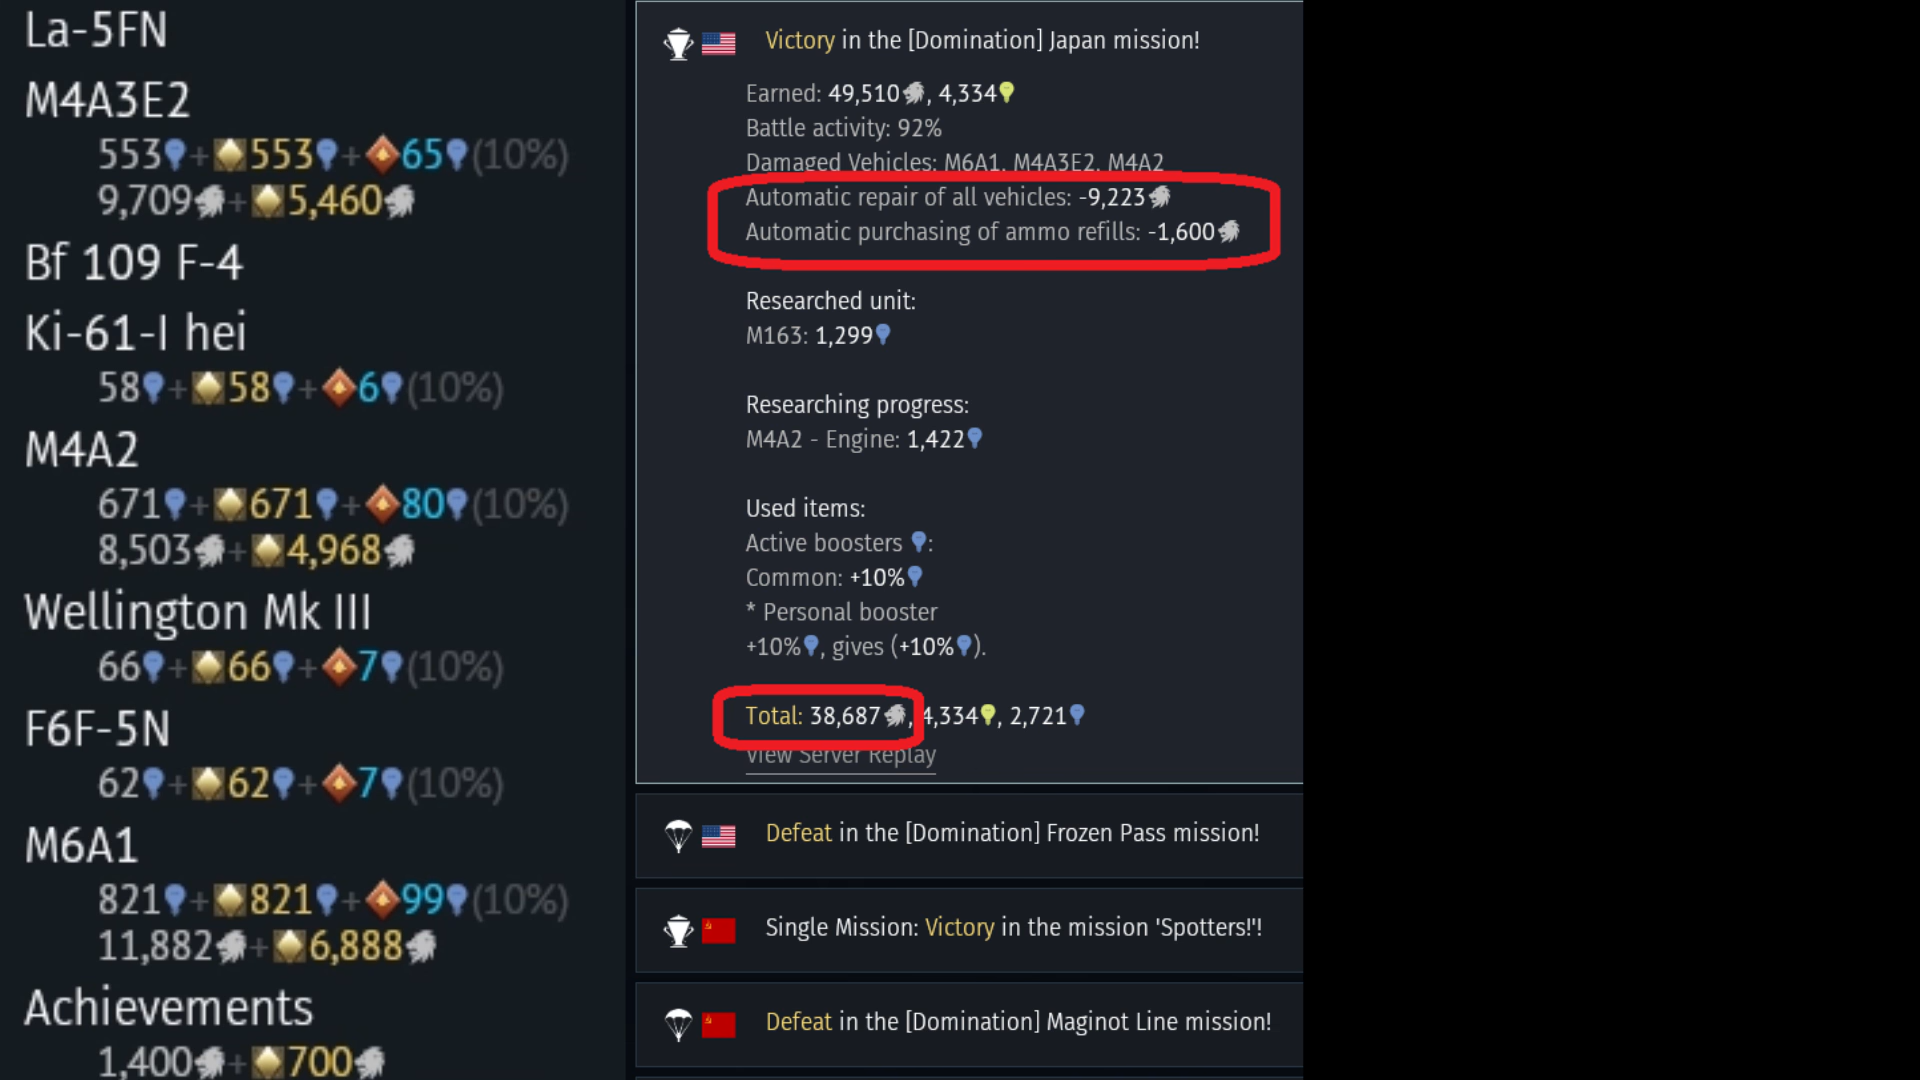 La-5FN
M4A3E2
553+553+65(10%)
9,709+5,460
Bf 109 F-4
Ki-61-I hei
58+58+6(10%)
M4A2
671+671+80(10%)
8,503+4,968
Wellington Mk III
66+66+7(10%)
F6F-5N
62+62+7(10%)
M6A1
821+821+99(10%)
11,882+6,888
Achievements
1,400+700
Victory in the [Domination] Japan mission!
Earned: 49,510, 4,334
Battle activity: 92%
Damaged Vehicles: M6A1, M4A3E2, M4A2
Automatic repair of all vehicles: -9,223
Automatic purchasing of ammo refills: -1,600
Researched unit:
M163: 1,299
Researching progress:
M4A2 - Engine: 1,422
Used items:
Active boosters :
Common: +10%
* Personal booster
+10%, gives (+10%).
Total: 38,687, 4,334, 2,721
View Server Replay
Defeat in the [Domination] Frozen Pass mission!
Single Mission: Victory in the mission 'Spotters!'!
Defeat in the [Domination] Maginot Line mission!